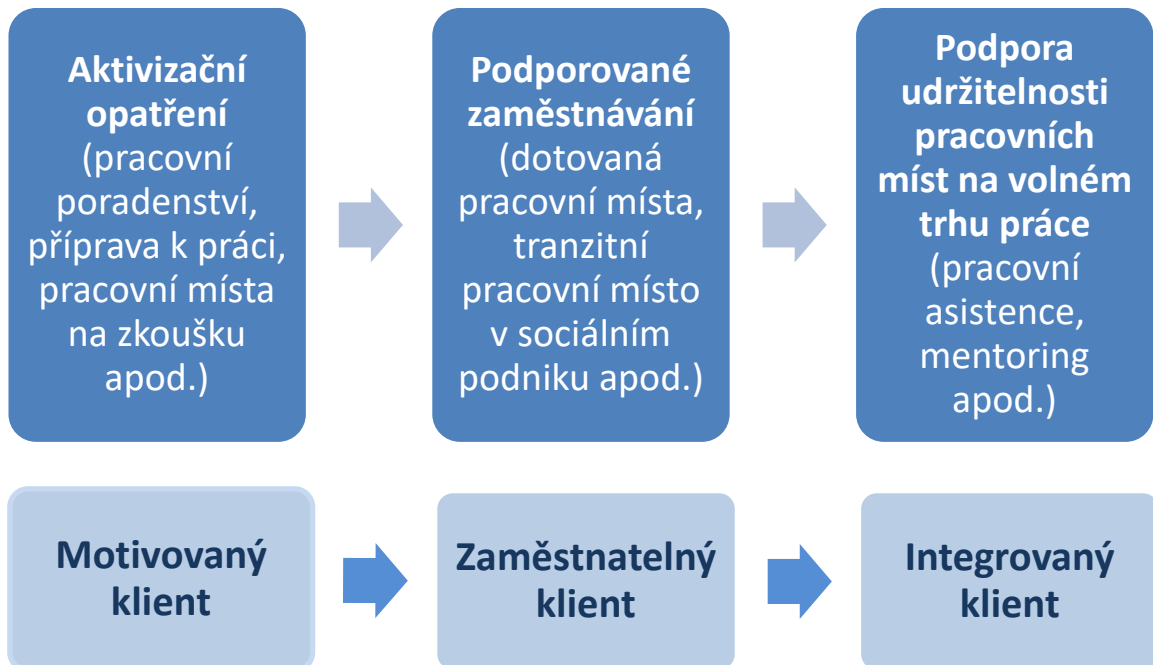 Aktivizační
opatření
(pracovní
poradenství,
příprava k práci,
pracovní místa
na zkoušku
apod.)
Podporované
zaměstnávání
(dotovaná
pracovní místa,
tranzitní
pracovní místo
v sociálním
podniku apod.)
Podpora
udržitelnosti
pracovních
míst na volném
trhu práce
(pracovní
asistence,
mentoring
apod.)
Motivovaný
klient
Zaměstnatelný
klient
Integrovaný
klient